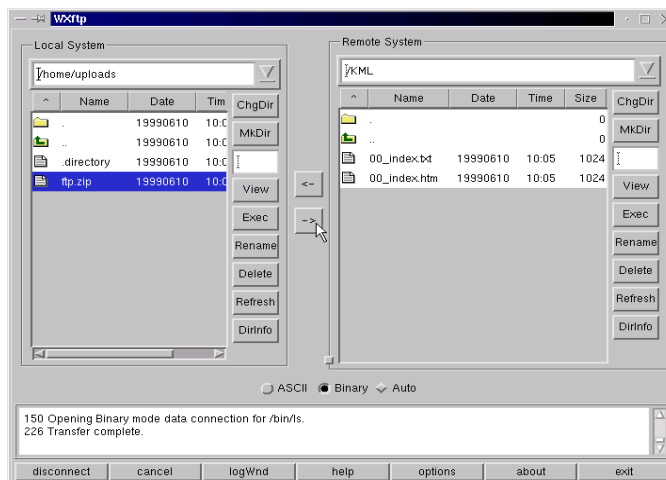 WXftp
Local System
/home/uploads
^ Name Date Tim
. 19990610 10:0
.. 19990610 10:0
.directory 19990610 10:0
ftp.zip 19990610 10:0
ChgDir
MkDir
View
Exec
Rename
Delete
Refresh
DirInfo
<-
->
Remote System
/KML
^ Name Date Time Size
. 0
.. 0
00_index.txt 19990610 10:05 1024
00_index.htm 19990610 10:05 1024
ChgDir
MkDir
View
Exec
Rename
Delete
Refresh
DirInfo
ASCII Binary Auto
150 Opening Binary mode data connection for /bin/ls.
226 Transfer complete.
disconnect cancel logWnd help options about exit